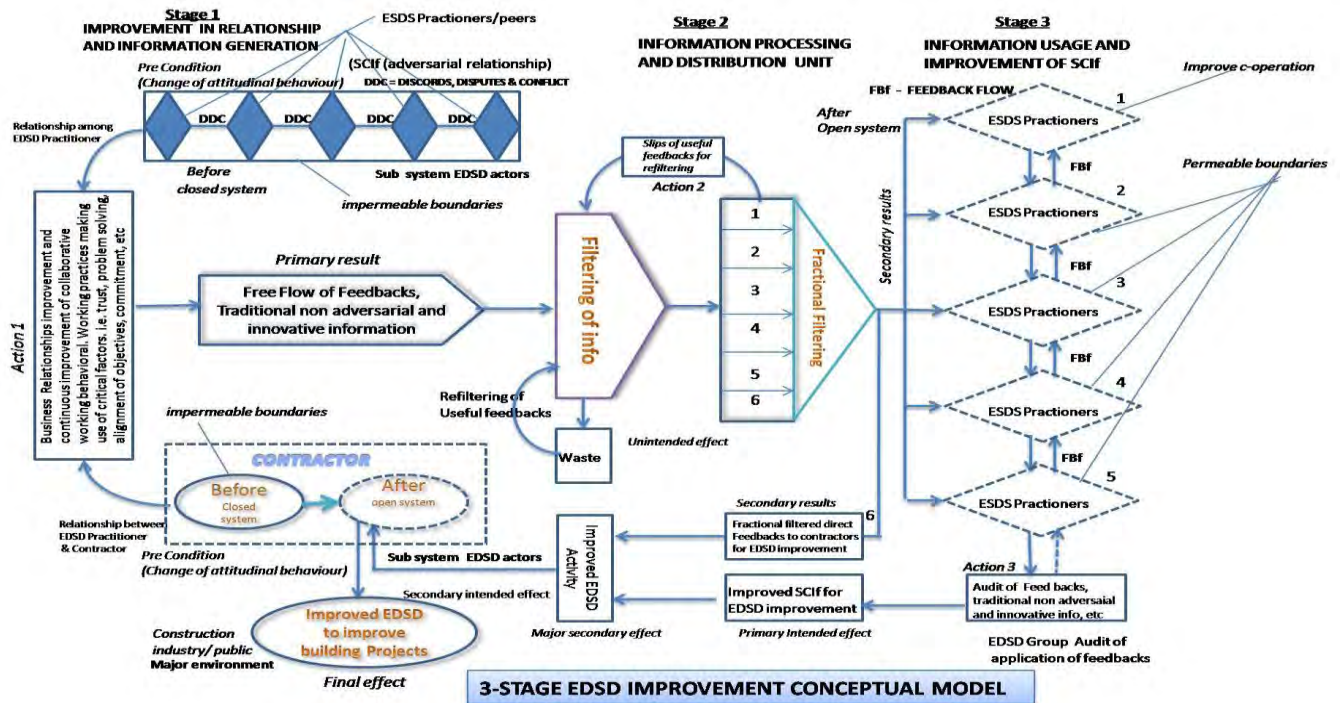 Stage 1
IMPROVEMENT IN RELATIONSHIP
AND INFORMATION GENERATION
ESDS Practioners/peers
Pre Condition
(Change of attitudinal behaviour)
(SCIf (adversarial relationship)
DDC = DISCORDS, DISPUTES & CONFLICT
DDC
DDC
DDC
DDC
Relationship among
EDSD Practitioner
Before
closed system
Sub system EDSD actors
impermeable boundaries
Stage 2
INFORMATION PROCESSING
AND DISTRIBUTION UNIT
Stage 3
INFORMATION USAGE AND
IMPROVEMENT OF SCIf
FBf - FEEDBACK FLOW
Improve c-operation
After
Open system
Permeable boundaries
Action 1
Business Relationships improvement and
continuous improvement of collaborative
working behavioral. Working practices making
use of critical factors. i.e. trust, problem solving,
alignment of objectives, commitment, etc
Primary result
Free Flow of Feedbacks,
Traditional non adversarial and
innovative information
Slips of useful
feedbacks for
refiltering
Action 2
Filtering of info
1
2
3
4
5
6
Fractional Filtering
Secondary results
Refiltering of
Useful feedbacks
Waste
Unintended effect
1
ESDS Practioners
FBf
2
ESDS Practioners
FBf
3
ESDS Practioners
FBf
4
ESDS Practioners
FBf
5
ESDS Practioners
impermeable boundaries
CONTRACTOR
Before
Closed
system
After
open system
Relationship between
EDSD Practitioner
& Contractor
Pre Condition
(Change of attitudinal behaviour)
Sub system EDSD actors
Secondary intended effect
Improved EDSD
Activity
Major secondary effect
Secondary results
6
Fractional filtered direct
Feedbacks to contractors
for EDSD improvement
Improved SCIf for
EDSD improvement
Primary Intended effect
Action 3
Audit of Feed backs,
traditional non adversaial
and innovative info, etc
EDSD Group Audit of
application of feedbacks
Construction
industry/ public
Major environment
Improved EDSD
to improve
building Projects
Final effect
3-STAGE EDSD IMPROVEMENT CONCEPTUAL MODEL